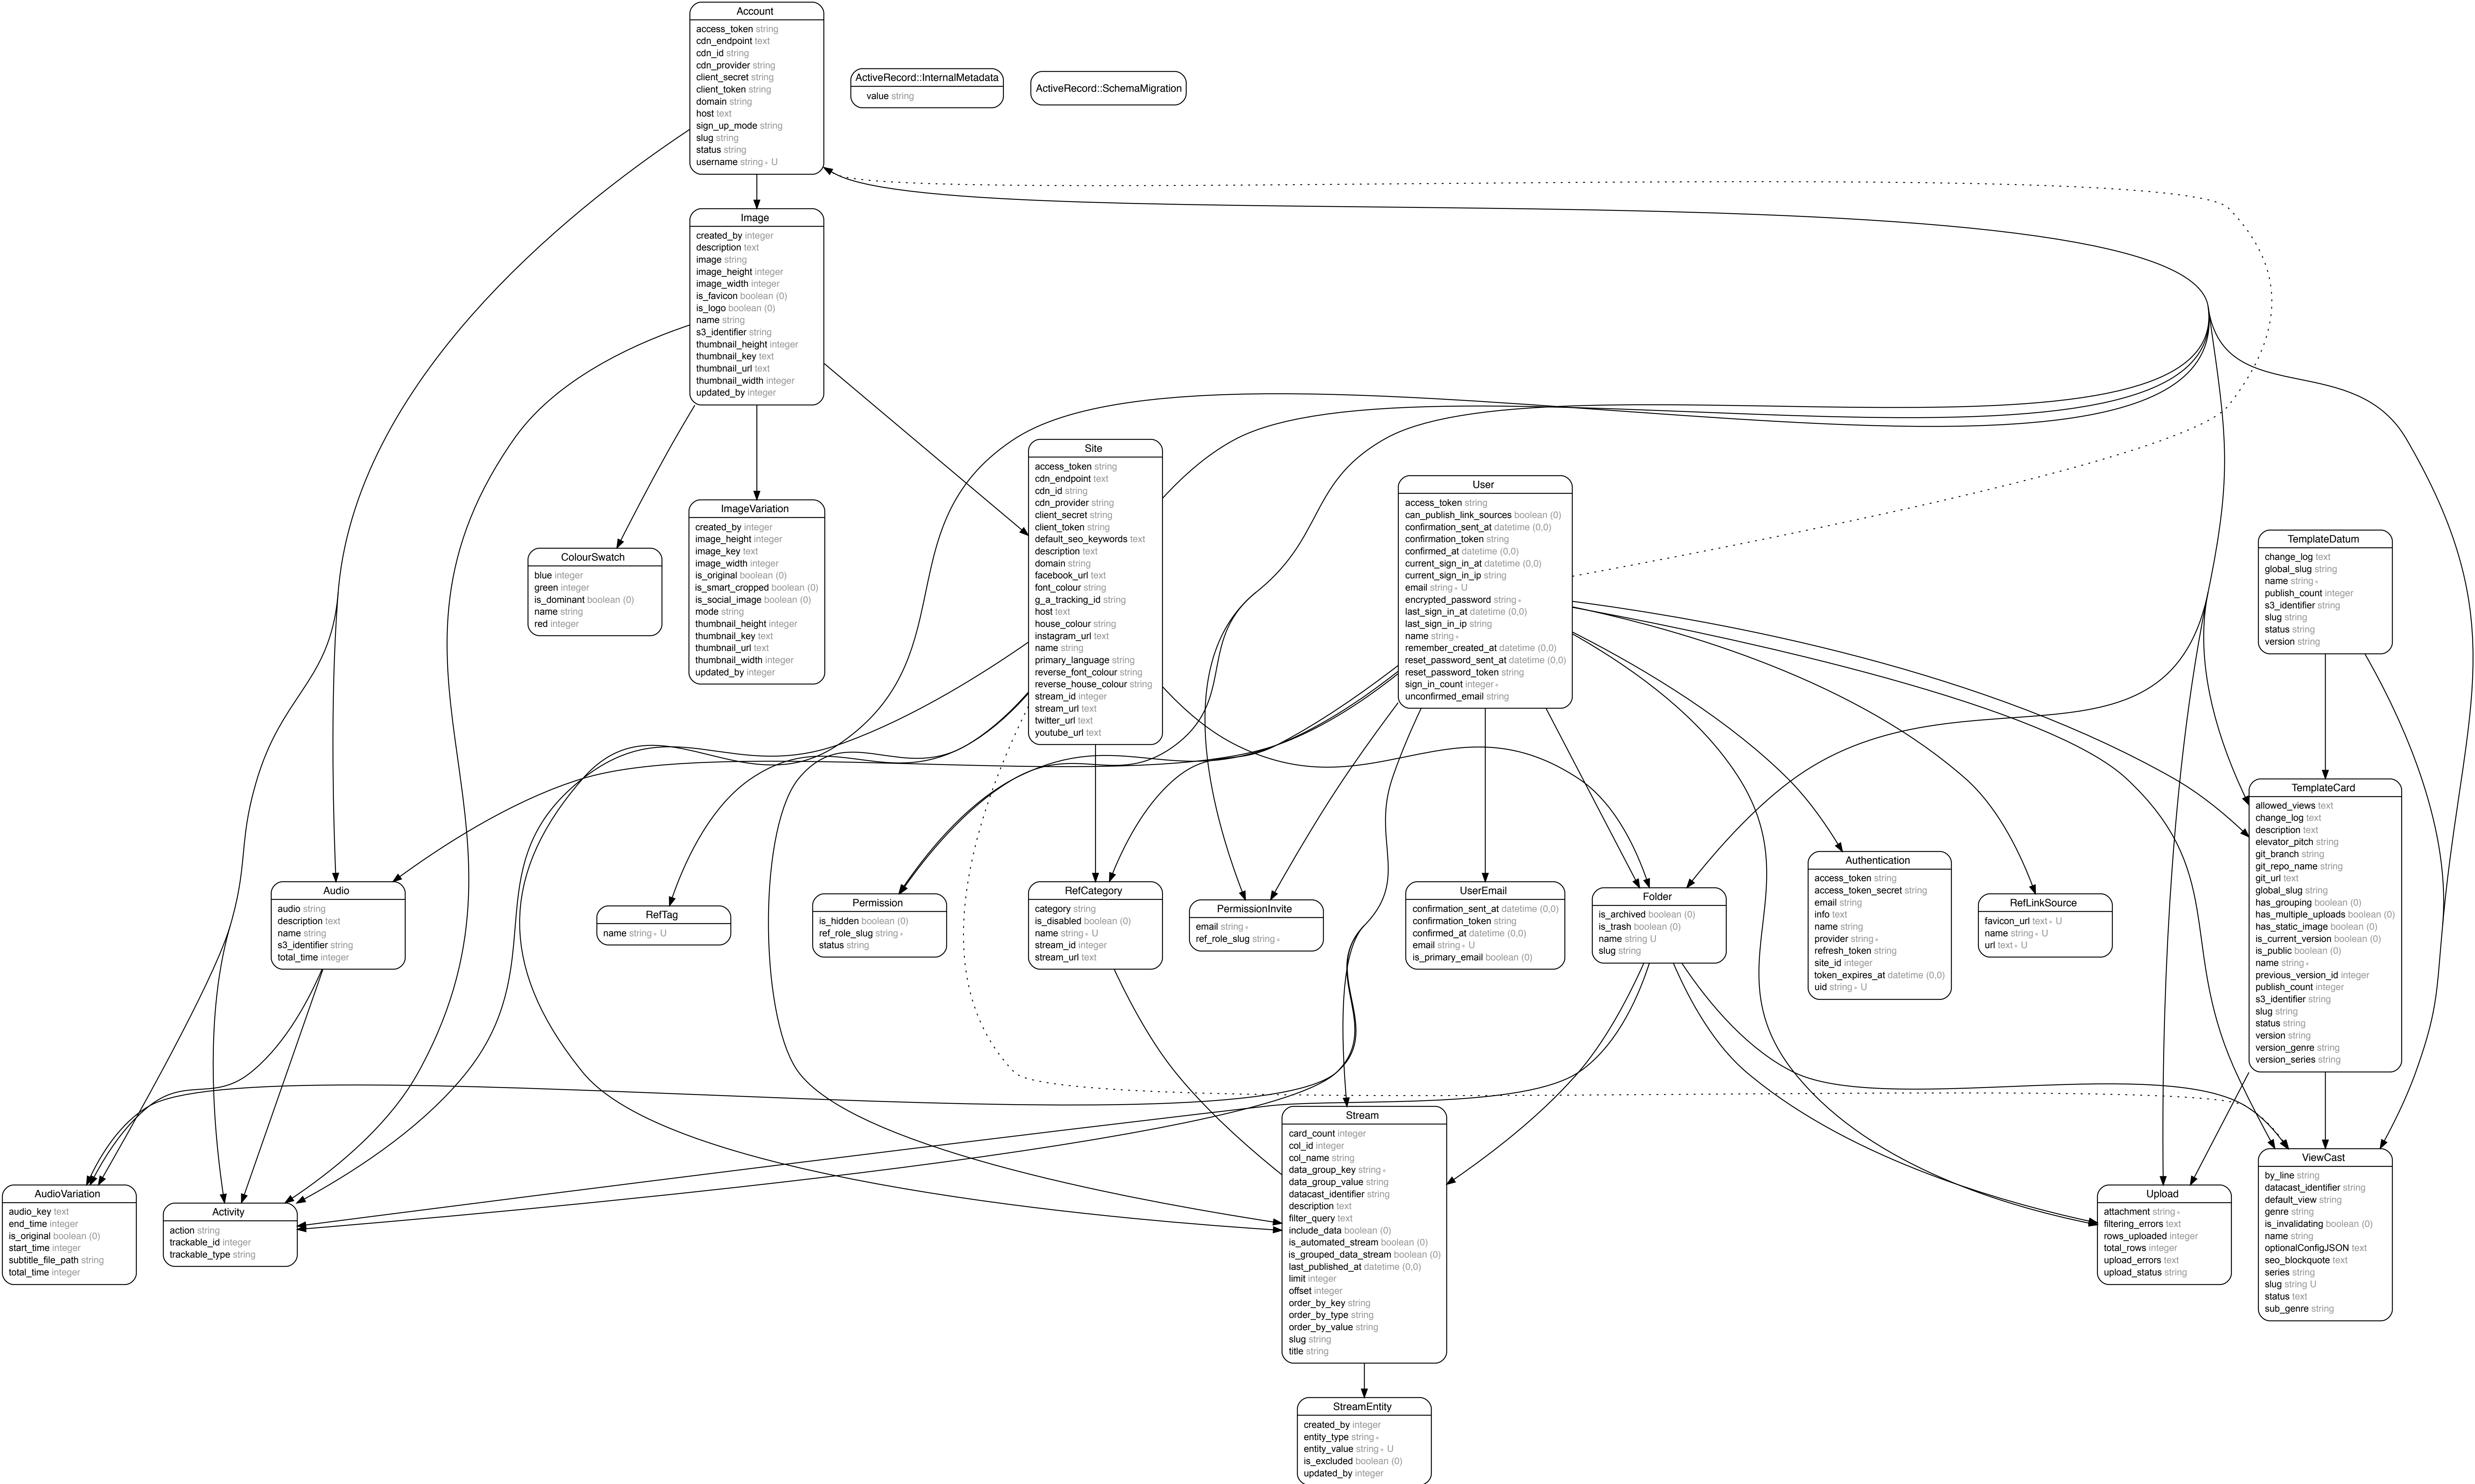 Account
access_token string
cdn_endpoint text
cdn_id string
cdn_provider string
client_secret string
client_token string
domain string
host text
sign_up_mode string
slug string
status string
username string∗ U
ActiveRecord::InternalMetadata
value string
ActiveRecord::SchemaMigration
Image
created_by integer
description text
image string
image_height integer
image_width integer
is_favicon boolean (0)
is_logo boolean (0)
name string
s3_identifier string
thumbnail_height integer
thumbnail_key text
thumbnail_url text
thumbnail_width integer
updated_by integer
Site
access_token string
cdn_endpoint text
cdn_id string
cdn_provider string
client_secret string
client_token string
default_seo_keywords text
description text
domain string
facebook_url text
font_colour string
g_a_tracking_id string
host text
house_colour string
instagram_url text
name string
primary_language string
reverse_font_colour string
reverse_house_colour string
stream_id integer
stream_url text
twitter_url text
youtube_url text
User
access_token string
can_publish_link_sources boolean (0)
confirmation_sent_at datetime (0,0)
confirmation_token string
confirmed_at datetime (0,0)
current_sign_in_at datetime (0,0)
current_sign_in_ip string
email string∗ U
encrypted_password string∗
last_sign_in_at datetime (0,0)
last_sign_in_ip string
name string∗
remember_created_at datetime (0,0)
reset_password_sent_at datetime (0,0)
reset_password_token string
sign_in_count integer∗
unconfirmed_email string
ImageVariation
created_by integer
image_height integer
image_key text
image_width integer
is_original boolean (0)
is_smart_cropped boolean (0)
is_social_image boolean (0)
mode string
thumbnail_height integer
thumbnail_key text
thumbnail_url text
thumbnail_width integer
updated_by integer
TemplateDatum
change_log text
global_slug string
name string∗
publish_count integer
s3_identifier string
slug string
status string
version string
ColourSwatch
blue integer
green integer
is_dominant boolean (0)
name string
red integer
TemplateCard
allowed_views text
change_log text
description text
elevator_pitch string
git_branch string
git_repo_name string
git_url text
global_slug string
has_grouping boolean (0)
has_multiple_uploads boolean (0)
has_static_image boolean (0)
is_current_version boolean (0)
is_public boolean (0)
name string∗
previous_version_id integer
publish_count integer
s3_identifier string
slug string
status string
version string
version_genre string
version_series string
Authentication
access_token string
access_token_secret string
email string
info text
name string
provider string∗
refresh_token string
site_id integer
token_expires_at datetime (0,0)
uid string∗ U
Audio
audio string
description text
name string
s3_identifier string
total_time integer
RefTag
name string∗ U
Permission
is_hidden boolean (0)
ref_role_slug string∗
status string
RefCategory
category string
is_disabled boolean (0)
name string∗ U
stream_id integer
stream_url text
PermissionInvite
email string∗
ref_role_slug string∗
UserEmail
confirmation_sent_at datetime (0,0)
confirmation_token string
confirmed_at datetime (0,0)
email string∗ U
is_primary_email boolean (0)
Folder
is_archived boolean (0)
is_trash boolean (0)
name string U
slug string
RefLinkSource
favicon_url text∗ U
name string∗ U
url text∗ U
Stream
card_count integer
col_id integer
col_name string
data_group_key string∗
data_group_value string
datacast_identifier string
description text
filter_query text
include_data boolean (0)
is_automated_stream boolean (0)
is_grouped_data_stream boolean (0)
last_published_at datetime (0,0)
limit integer
offset integer
order_by_key string
order_by_type string
order_by_value string
slug string
title string
ViewCast
by_line string
datacast_identifier string
default_view string
genre string
is_invalidating boolean (0)
name string
optionalConfigJSON text
seo_blockquote text
series string
slug string U
status text
sub_genre string
AudioVariation
audio_key text
end_time integer
is_original boolean (0)
start_time integer
subtitle_file_path string
total_time integer
Activity
action string
trackable_id integer
trackable_type string
Upload
attachment string∗
filtering_errors text
rows_uploaded integer
total_rows integer
upload_errors text
upload_status string
StreamEntity
created_by integer
entity_type string∗
entity_value string∗ U
is_excluded boolean (0)
updated_by integer